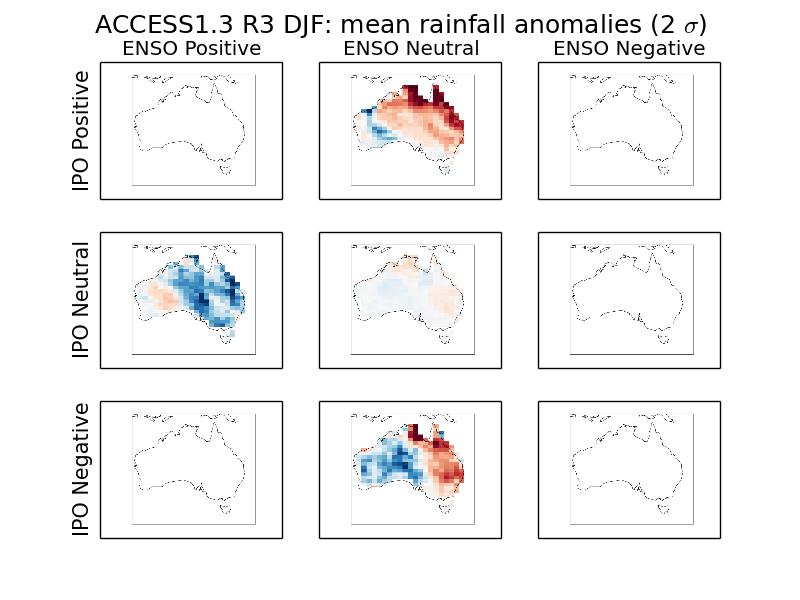 ACCESS1.3 R3 DJF: mean rainfall anomalies (2 σ)
ENSO Positive
ENSO Neutral
ENSO Negative
IPO Positive
IPO Neutral
IPO Negative